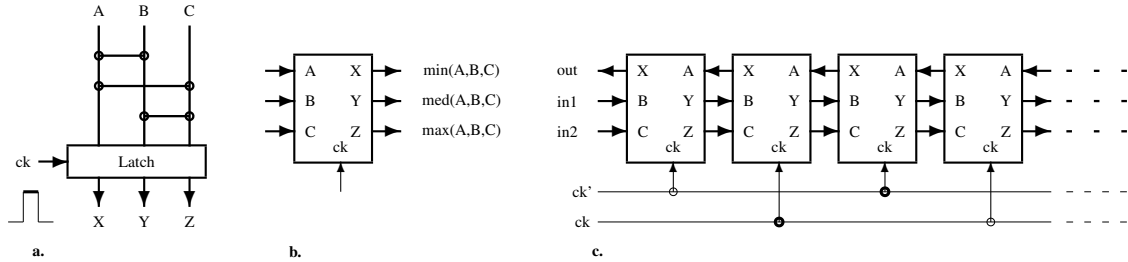 A B C
ck Latch
X Y Z
a.
A X min(A,B,C)
B Y med(A,B,C)
C Z max(A,B,C)
ck
b.
out X A X A X A X A
in1 B Y B Y B Y B Y
in2 C Z C Z C Z C Z
ck ck ck ck
ck'
ck
c.